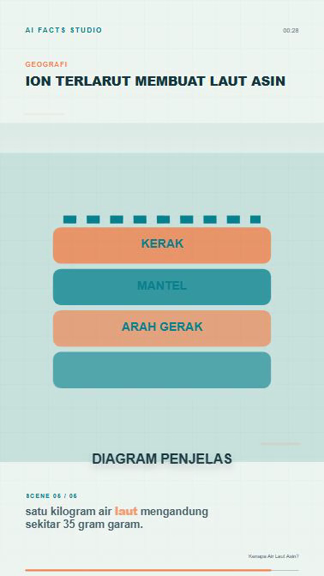 AI FACTS STUDIO
00:28
GEOGRAFI
ION TERLARUT MEMBUAT LAUT ASIN
KERAK
MANTEL
ARAH GERAK
DIAGRAM PENJELAS
SCENE 05 / 06
satu kilogram air laut mengandung
sekitar 35 gram garam.
Kenapa Air Laut Asin?